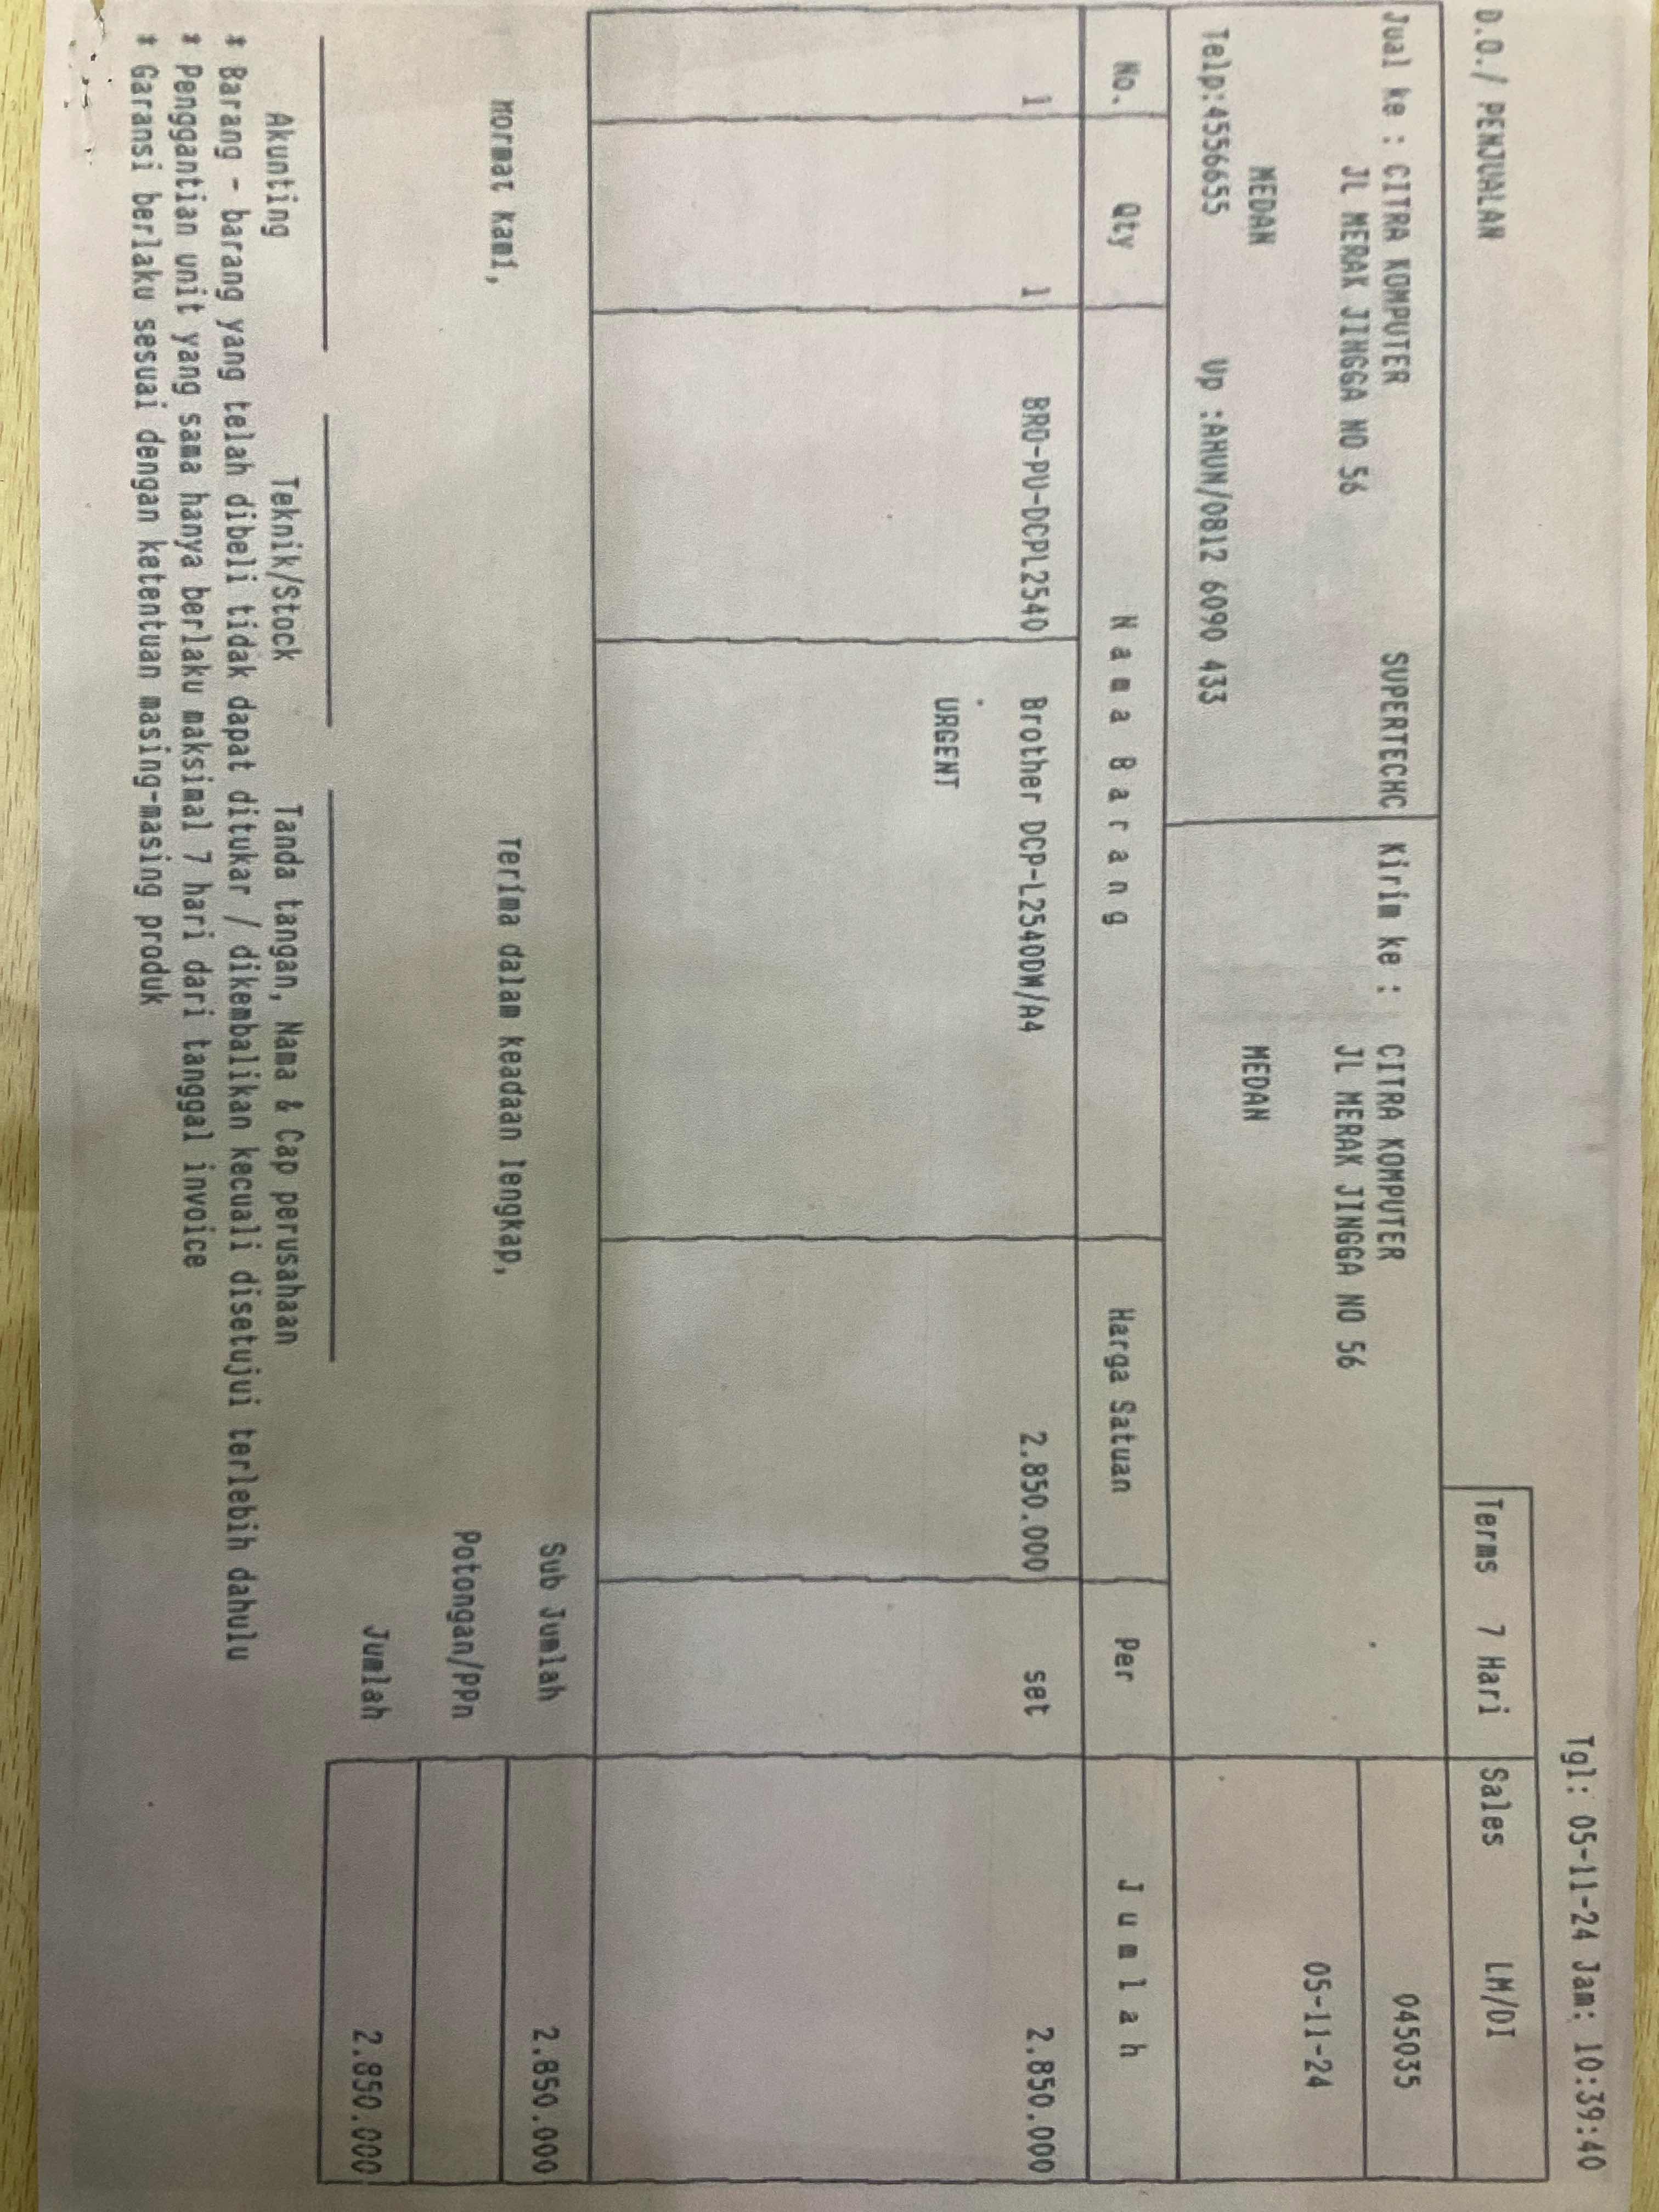 Tgl: 05-11-24 Jam: 10:39:40
D.O./ PENJUALAN
Terms 7 Hari Sales LM/DI
Jual ke : CITRA KOMPUTER SUPERTECHC Kirim ke : CITRA KOMPUTER 045035
JL MERAK JINGGA NO 56 JL MERAK JINGGA NO 56
05-11-24
MEDAN MEDAN
Telp:4556655 Up :AHUN/0812 6090 433
No. Qty Nama Barang Harga Satuan Per Jumlah
1 1 BRO-PU-DCPL2540 Brother DCP-L2540DW/A4 2.850.000 set 2.850.000
URGENT
Sub Jumlah 2.850.000
Hormat kami, Terima dalam keadaan lengkap,
Potongan/PPn
Jumlah 2.850.000
Akunting Teknik/Stock Tanda tangan, Nama & Cap perusahaan
* Barang - barang yang telah dibeli tidak dapat ditukar / dikembalikan kecuali disetujui terlebih dahulu
* Penggantian unit yang sama hanya berlaku maksimal 7 hari dari tanggal invoice
* Garansi berlaku sesuai dengan ketentuan masing-masing produk